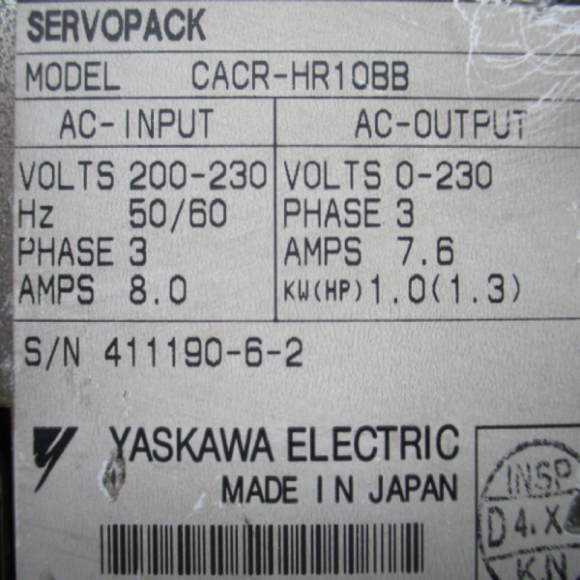 SERVOPACK
MODEL CACR-HR10BB
AC-INPUT AC-OUTPUT
VOLTS 200-230 VOLTS 0-230
Hz 50/60 PHASE 3
PHASE 3 AMPS 7.6
AMPS 8.0 KW(HP) 1.0(1.3)
S/N 411190-6-2
YASKAWA ELECTRIC
MADE IN JAPAN
INSP
D4.X
KN